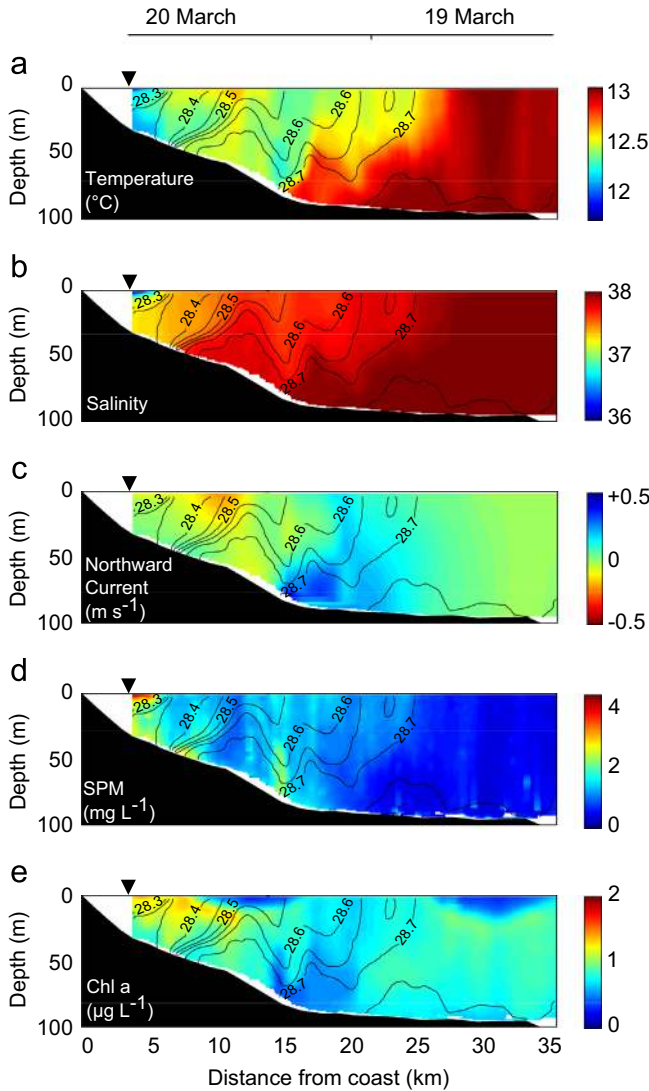 20 March 19 March
a
0
50
100
Depth (m)
Temperature
(°C)
28.3 28.4 28.5 28.6 28.6 28.7 28.7
13
12.5
12
b
0
50
100
Depth (m)
Salinity
28.3 28.4 28.5 28.6 28.6 28.7 28.7
38
37
36
c
0
50
100
Depth (m)
Northward
Current
(m s-1)
28.3 28.4 28.5 28.6 28.6 28.7 28.7
+0.5
0
-0.5
d
0
50
100
Depth (m)
SPM
(mg L-1)
28.3 28.4 28.5 28.6 28.6 28.7 28.7
4
2
0
e
0
50
100
Depth (m)
Chl a
(µg L-1)
28.3 28.4 28.5 28.6 28.6 28.7 28.7
2
1
0
0 5 10 15 20 25 30 35
Distance from coast (km)